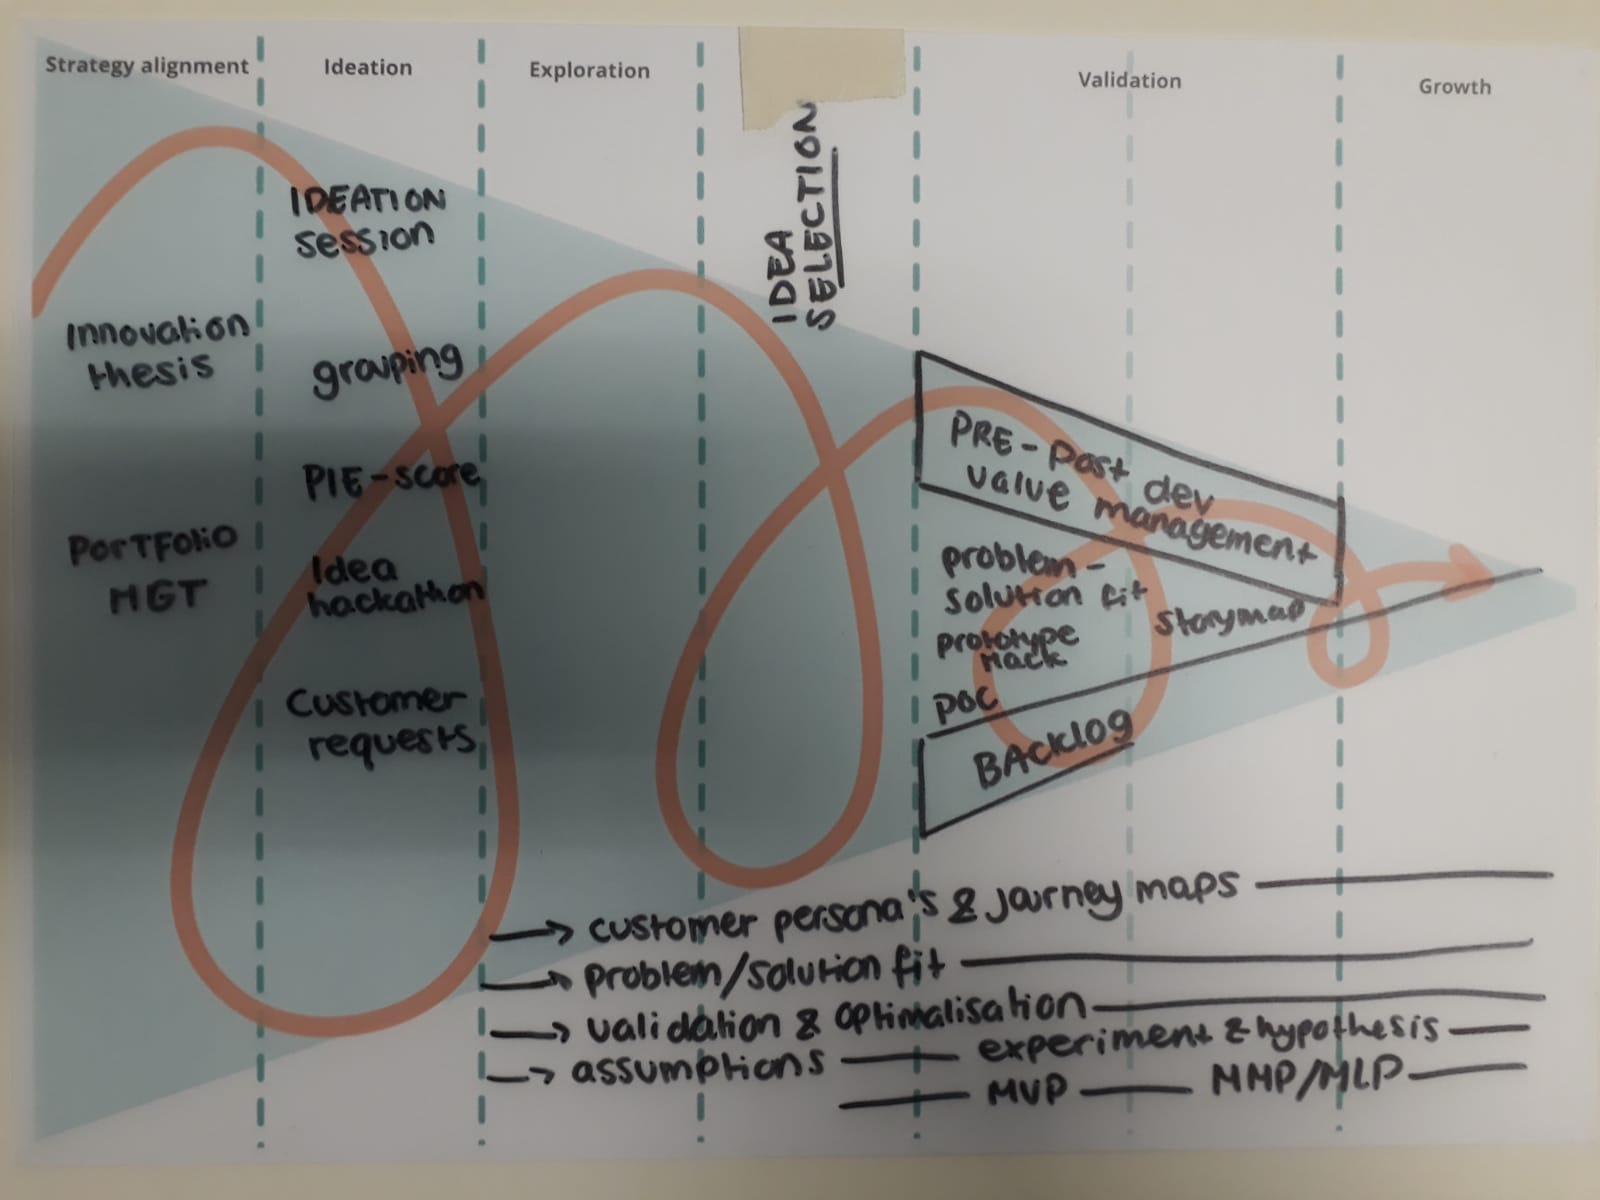 Strategy alignment
Ideation
Exploration
Validation
Growth
IDEA
SELECTION
Innovation
thesis
PORTFOLIO
MGT
IDEATION
session
grouping
PIE-score
Idea
hackathon
Customer
requests
PRE-Post dev
value management
problem-
solution fit
prototype
Hack
POC
Storymap
BACKlog
customer persona's & Journey maps
problem/solution fit
validation & optimalisation
assumptions
experiment & hypothesis
MVP
MMP/MLP